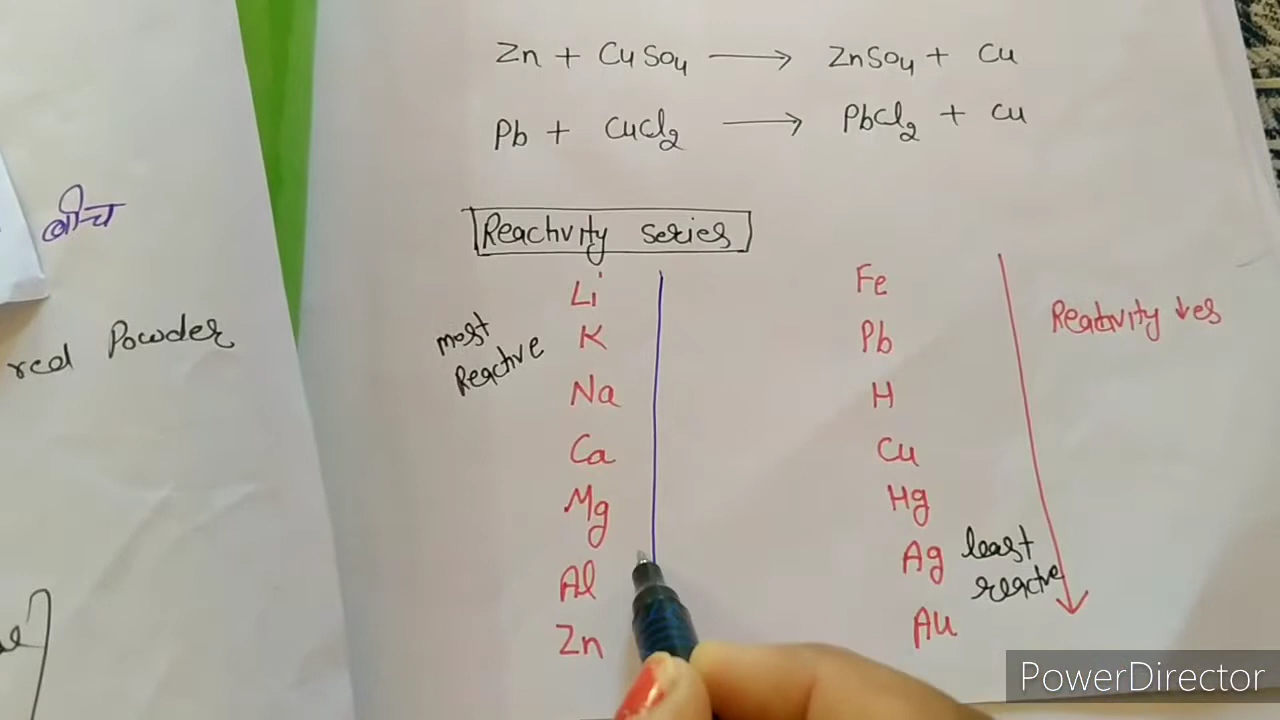 Zn + CuSO4 ⟶ ZnSO4 + Cu
Pb + CuCl2 ⟶ PbCl2 + Cu
बीच
Reactivity series
most
Reactive
Li
K
Na
Ca
Mg
Al
Zn
Fe
Pb
H
Cu
Hg
Ag
Au
least
reactive
Reativity ↓es
red Powder
PowerDirector